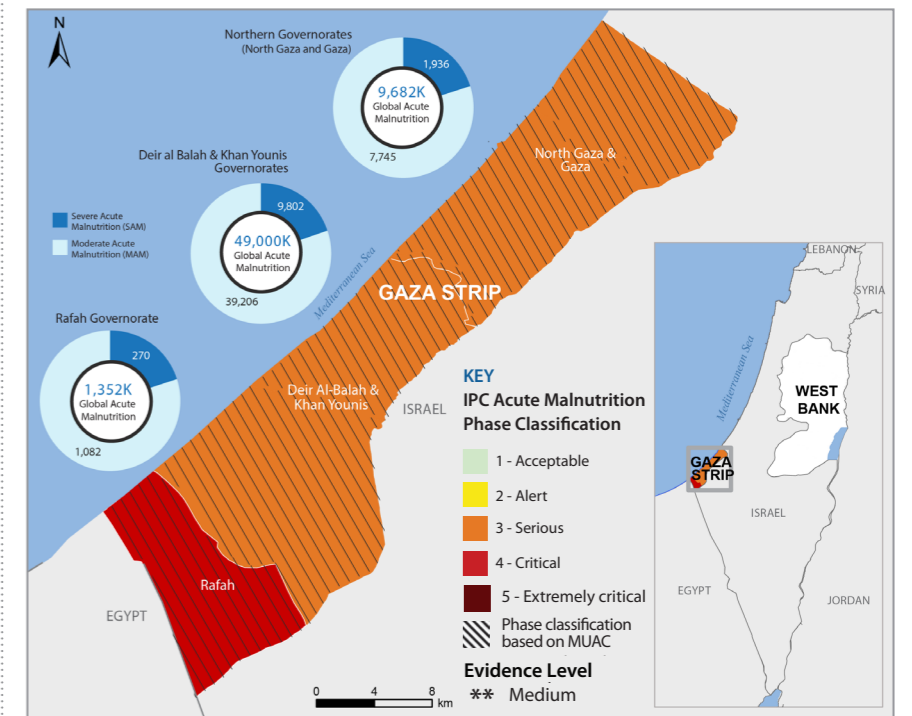 N
Northern Governorates
(North Gaza and Gaza)
1,936
9,682K
Global Acute
Malnutrition
7,745
Deir al Balah & Khan Younis
Governorates
9,802
49,000K
Global Acute
Malnutrition
39,206
Severe Acute
Malnutrition (SAM)
Moderate Acute
Malnutrition (MAM)
Rafah Governorate
270
1,352K
Global Acute
Malnutrition
1,082
Mediterranean Sea
North Gaza &
Gaza
GAZA STRIP
Deir Al-Balah &
Khan Younis
ISRAEL
Rafah
EGYPT
KEY
IPC Acute Malnutrition
Phase Classification
1 - Acceptable
2 - Alert
3 - Serious
4 - Critical
5 - Extremely critical
Phase classification
based on MUAC
Evidence Level
** Medium
0 4 8
km
LEBANON
SYRIA
Mediterranean Sea
WEST
BANK
GAZA
STRIP
ISRAEL
EGYPT
JORDAN